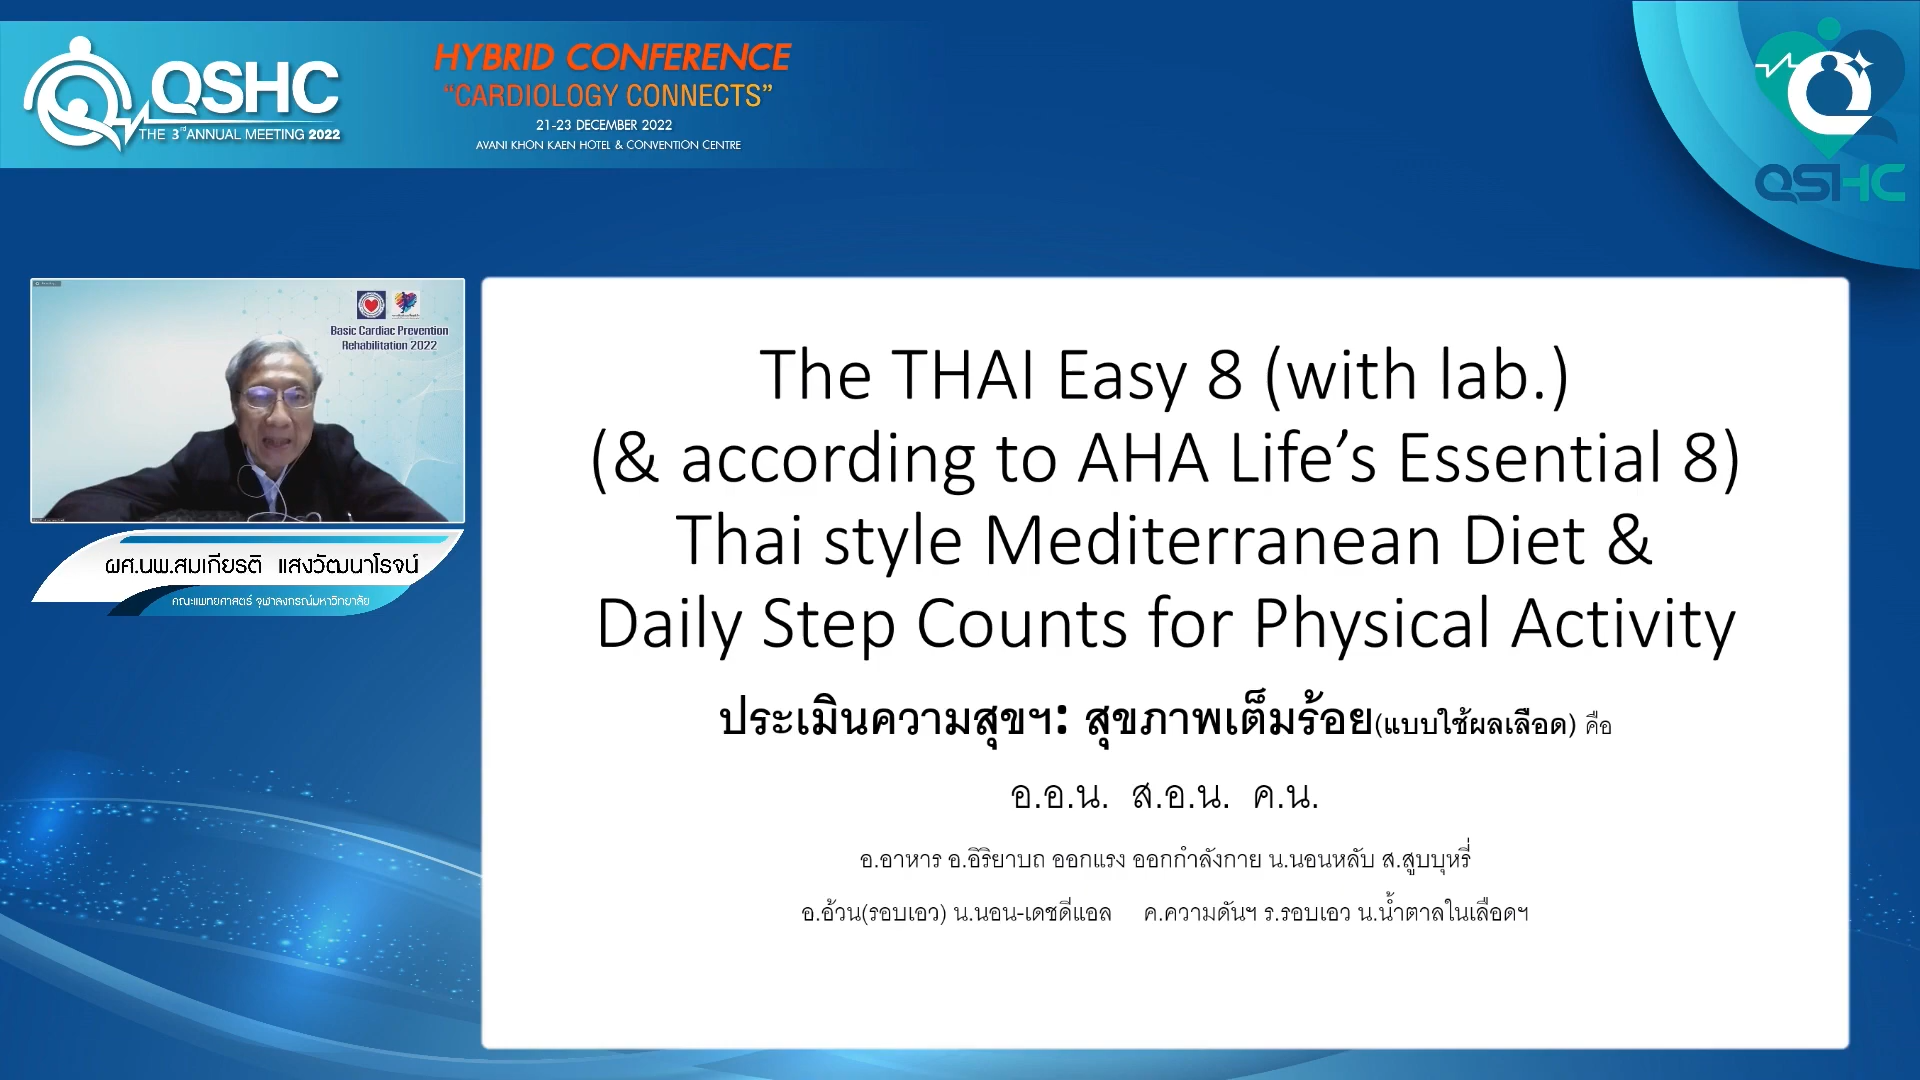 QSHC
THE 3rd ANNUAL MEETING 2022
HYBRID CONFERENCE
“CARDIOLOGY CONNECTS”
21-23 DECEMBER 2022
AVANI KHON KAEN HOTEL & CONVENTION CENTRE
QSHC
Basic Cardiac Prevention
Rehabilitation 2022
ผศ.นพ.สมเกียรติ แสงวัฒนาโรจน์
คณะแพทยศาสตร์ จุฬาลงกรณ์มหาวิทยาลัย
The THAI Easy 8 (with lab.)
(& according to AHA Life’s Essential 8)
Thai style Mediterranean Diet &
Daily Step Counts for Physical Activity
ประเมินความสุขฯ: สุขภาพเต็มร้อย(แบบใช้ผลเลือด) คือ
อ.อ.น. ส.อ.น. ค.น.
อ.อาหาร อ.อิริยาบถ ออกแรง ออกกำลังกาย น.นอนหลับ ส.สูบบุหรี่
อ.อ้วน(รอบเอว) น.นอน-เดชดีแอล ค.ความดันฯ ร.รอบเอว น.น้ำตาลในเลือดฯ